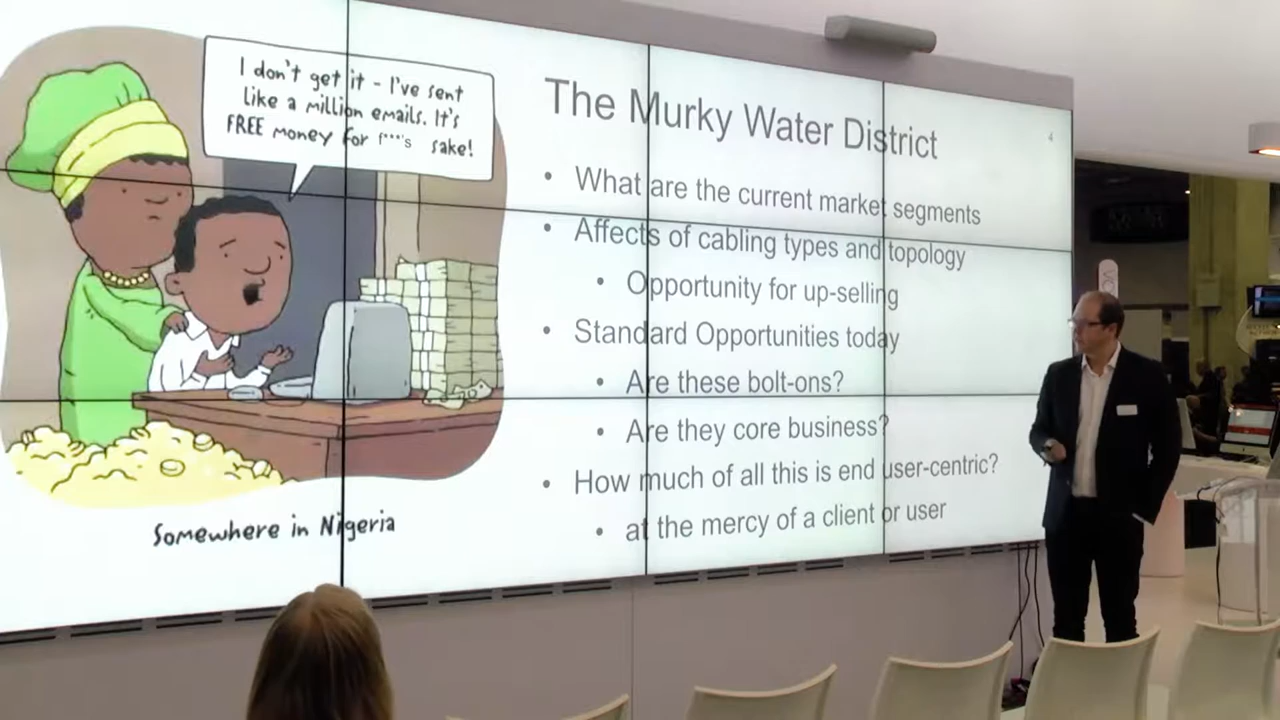 I don't get it - I've sent
like a million emails. It's
FREE money for f***'s sake!
Somewhere in Nigeria
The Murky Water District
4
• What are the current market segments
• Affects of cabling types and topology
• Opportunity for up-selling
• Standard Opportunities today
• Are these bolt-ons?
• Are they core business?
• How much of all this is end user-centric?
• at the mercy of a client or user